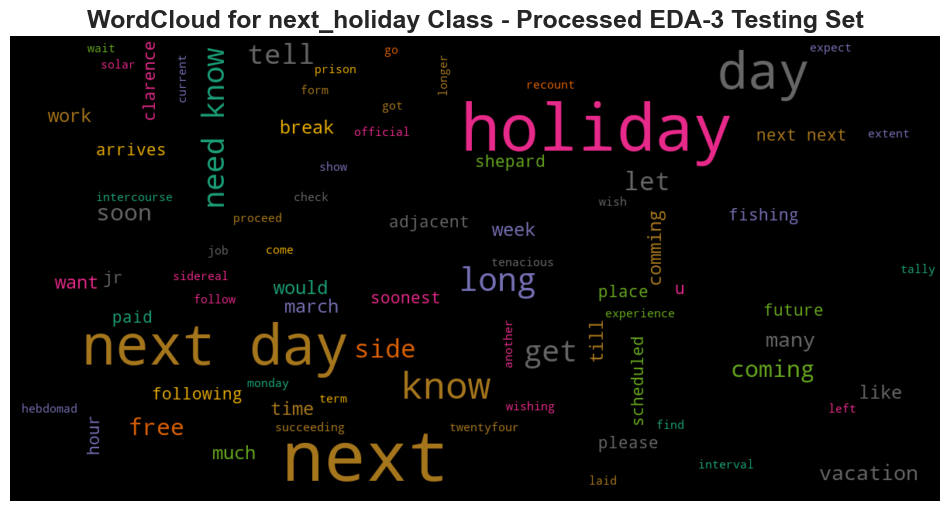 WordCloud for next_holiday Class - Processed EDA-3 Testing Set
wait
solar
clarence
current
need know
tell
prison
form
go
longer
got
recount
day
expect
work
break
official
holiday
next next
extent
arrives
show
shepard
let
intercourse
check
wish
soon
proceed
adjacent
week
comming
fishing
job
come
tenacious
want
jr
sidereal
follow
would
march
soonest
long
place
u
tally
experience
future
paid
next day
side
another
get
till
scheduled
many
coming
monday
know
following
term
time
wishing
like
left
hebdomad
hour
free
succeeding
twentyfour
find
much
next
please
interval
laid
vacation